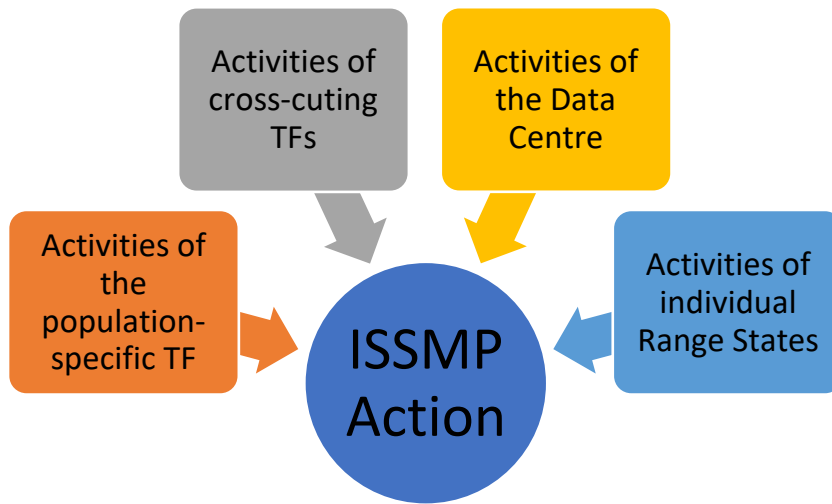 Activities of
cross-cuting
TFs
Activities of
the Data
Centre
Activities of
the
population-
specific TF
Activities of
individual
Range States
ISSMP
Action